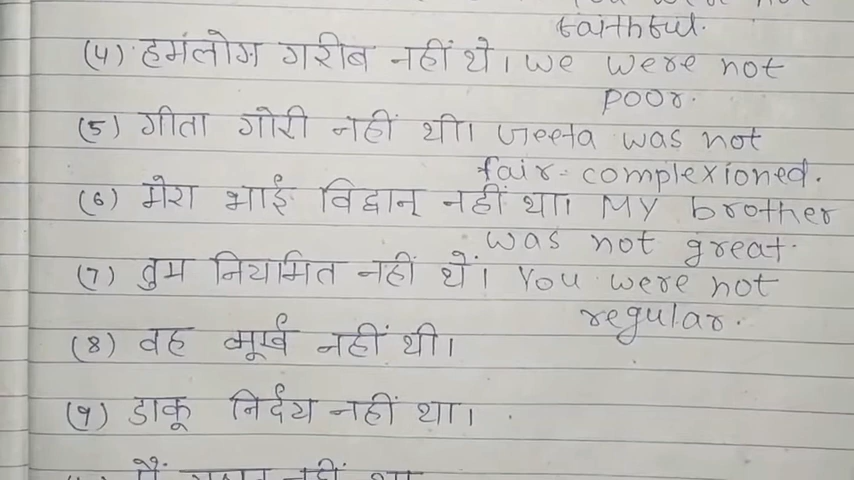 faithful.
(4) हमलोग गरीब नहीं थे। We were not
poor.
(5) गीता गोरी नहीं थी। Geeta was not
fair-complexioned.
(6) मेरा भाई विद्वान् नहीं था। My brother
was not great.
(7) तुम नियमित नहीं थें। You were not
regular.
(8) वह मूर्ख नहीं थी।
(9) डाकू निर्दय नहीं था।